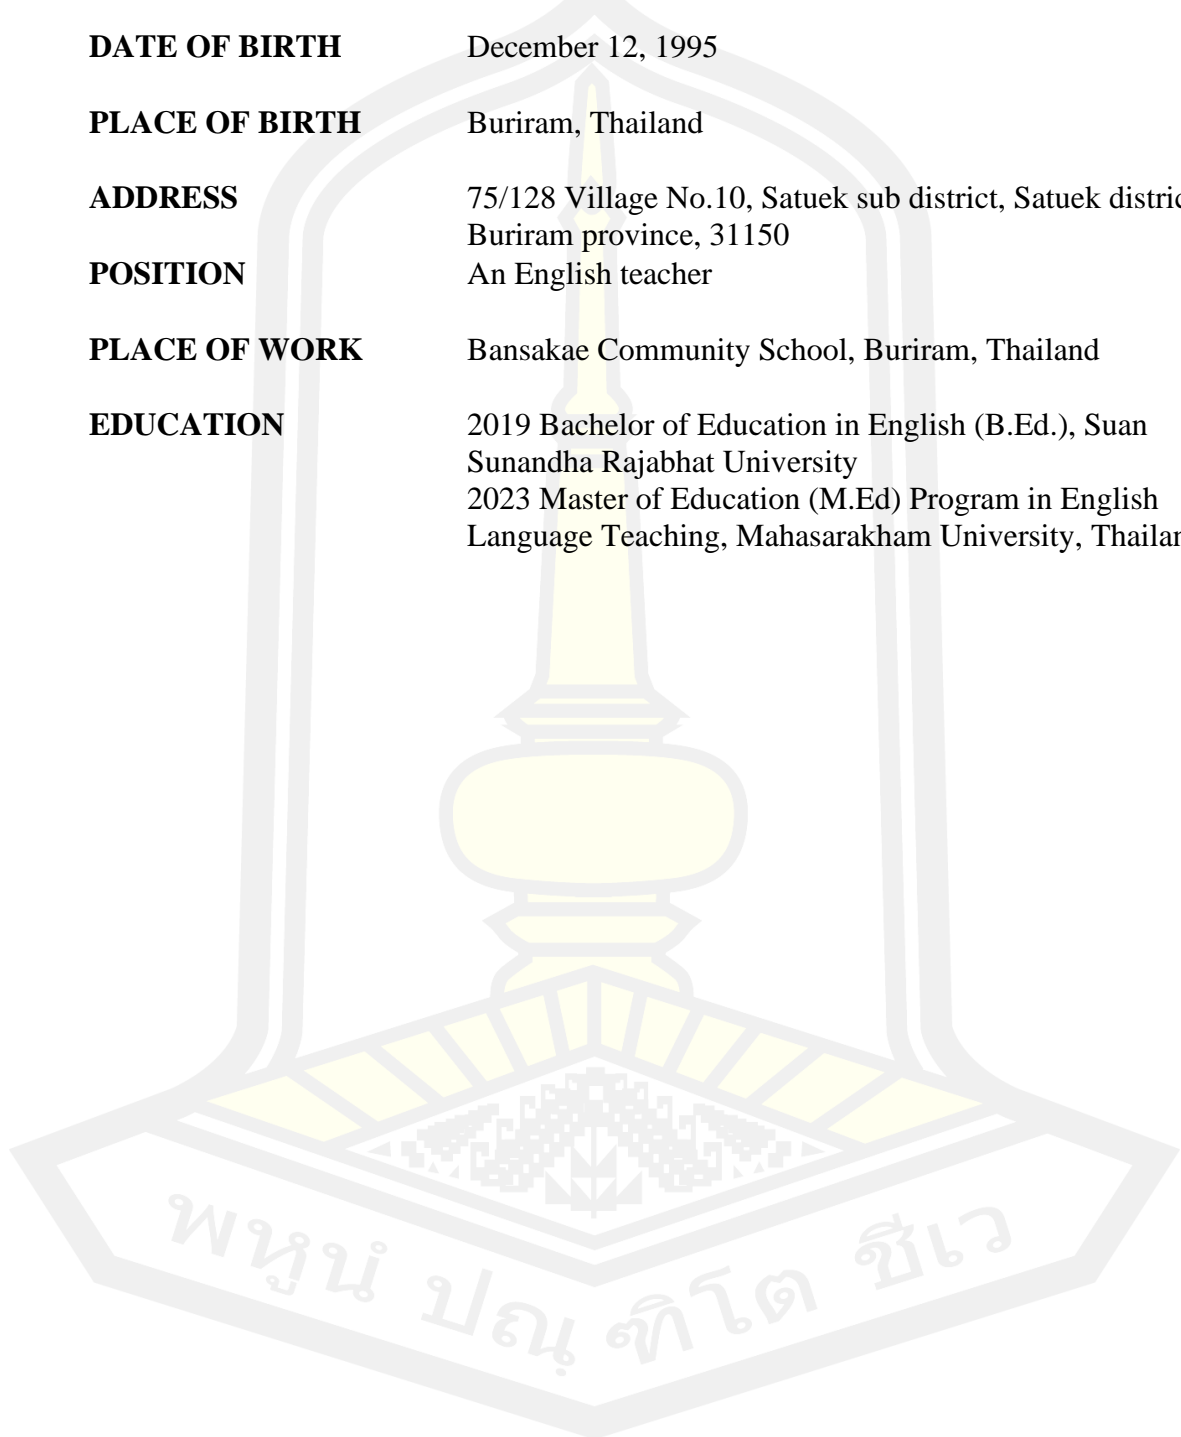 DATE OF BIRTH December 12, 1995
PLACE OF BIRTH Buriram, Thailand
ADDRESS 75/128 Village No.10, Satuek sub district, Satuek
Buriram province, 31150
POSITION An English teacher
PLACE OF WORK Bansakae Community School, Buriram, Thailand
EDUCATION 2019 Bachelor of Education in English (B.Ed.), Suan
Sunandha Rajabhat University
2023 Master of Education (M.Ed) Program in English
Language Teaching, Mahasarakham University,
พหูนํ ปณฺฑิโต ชีเว